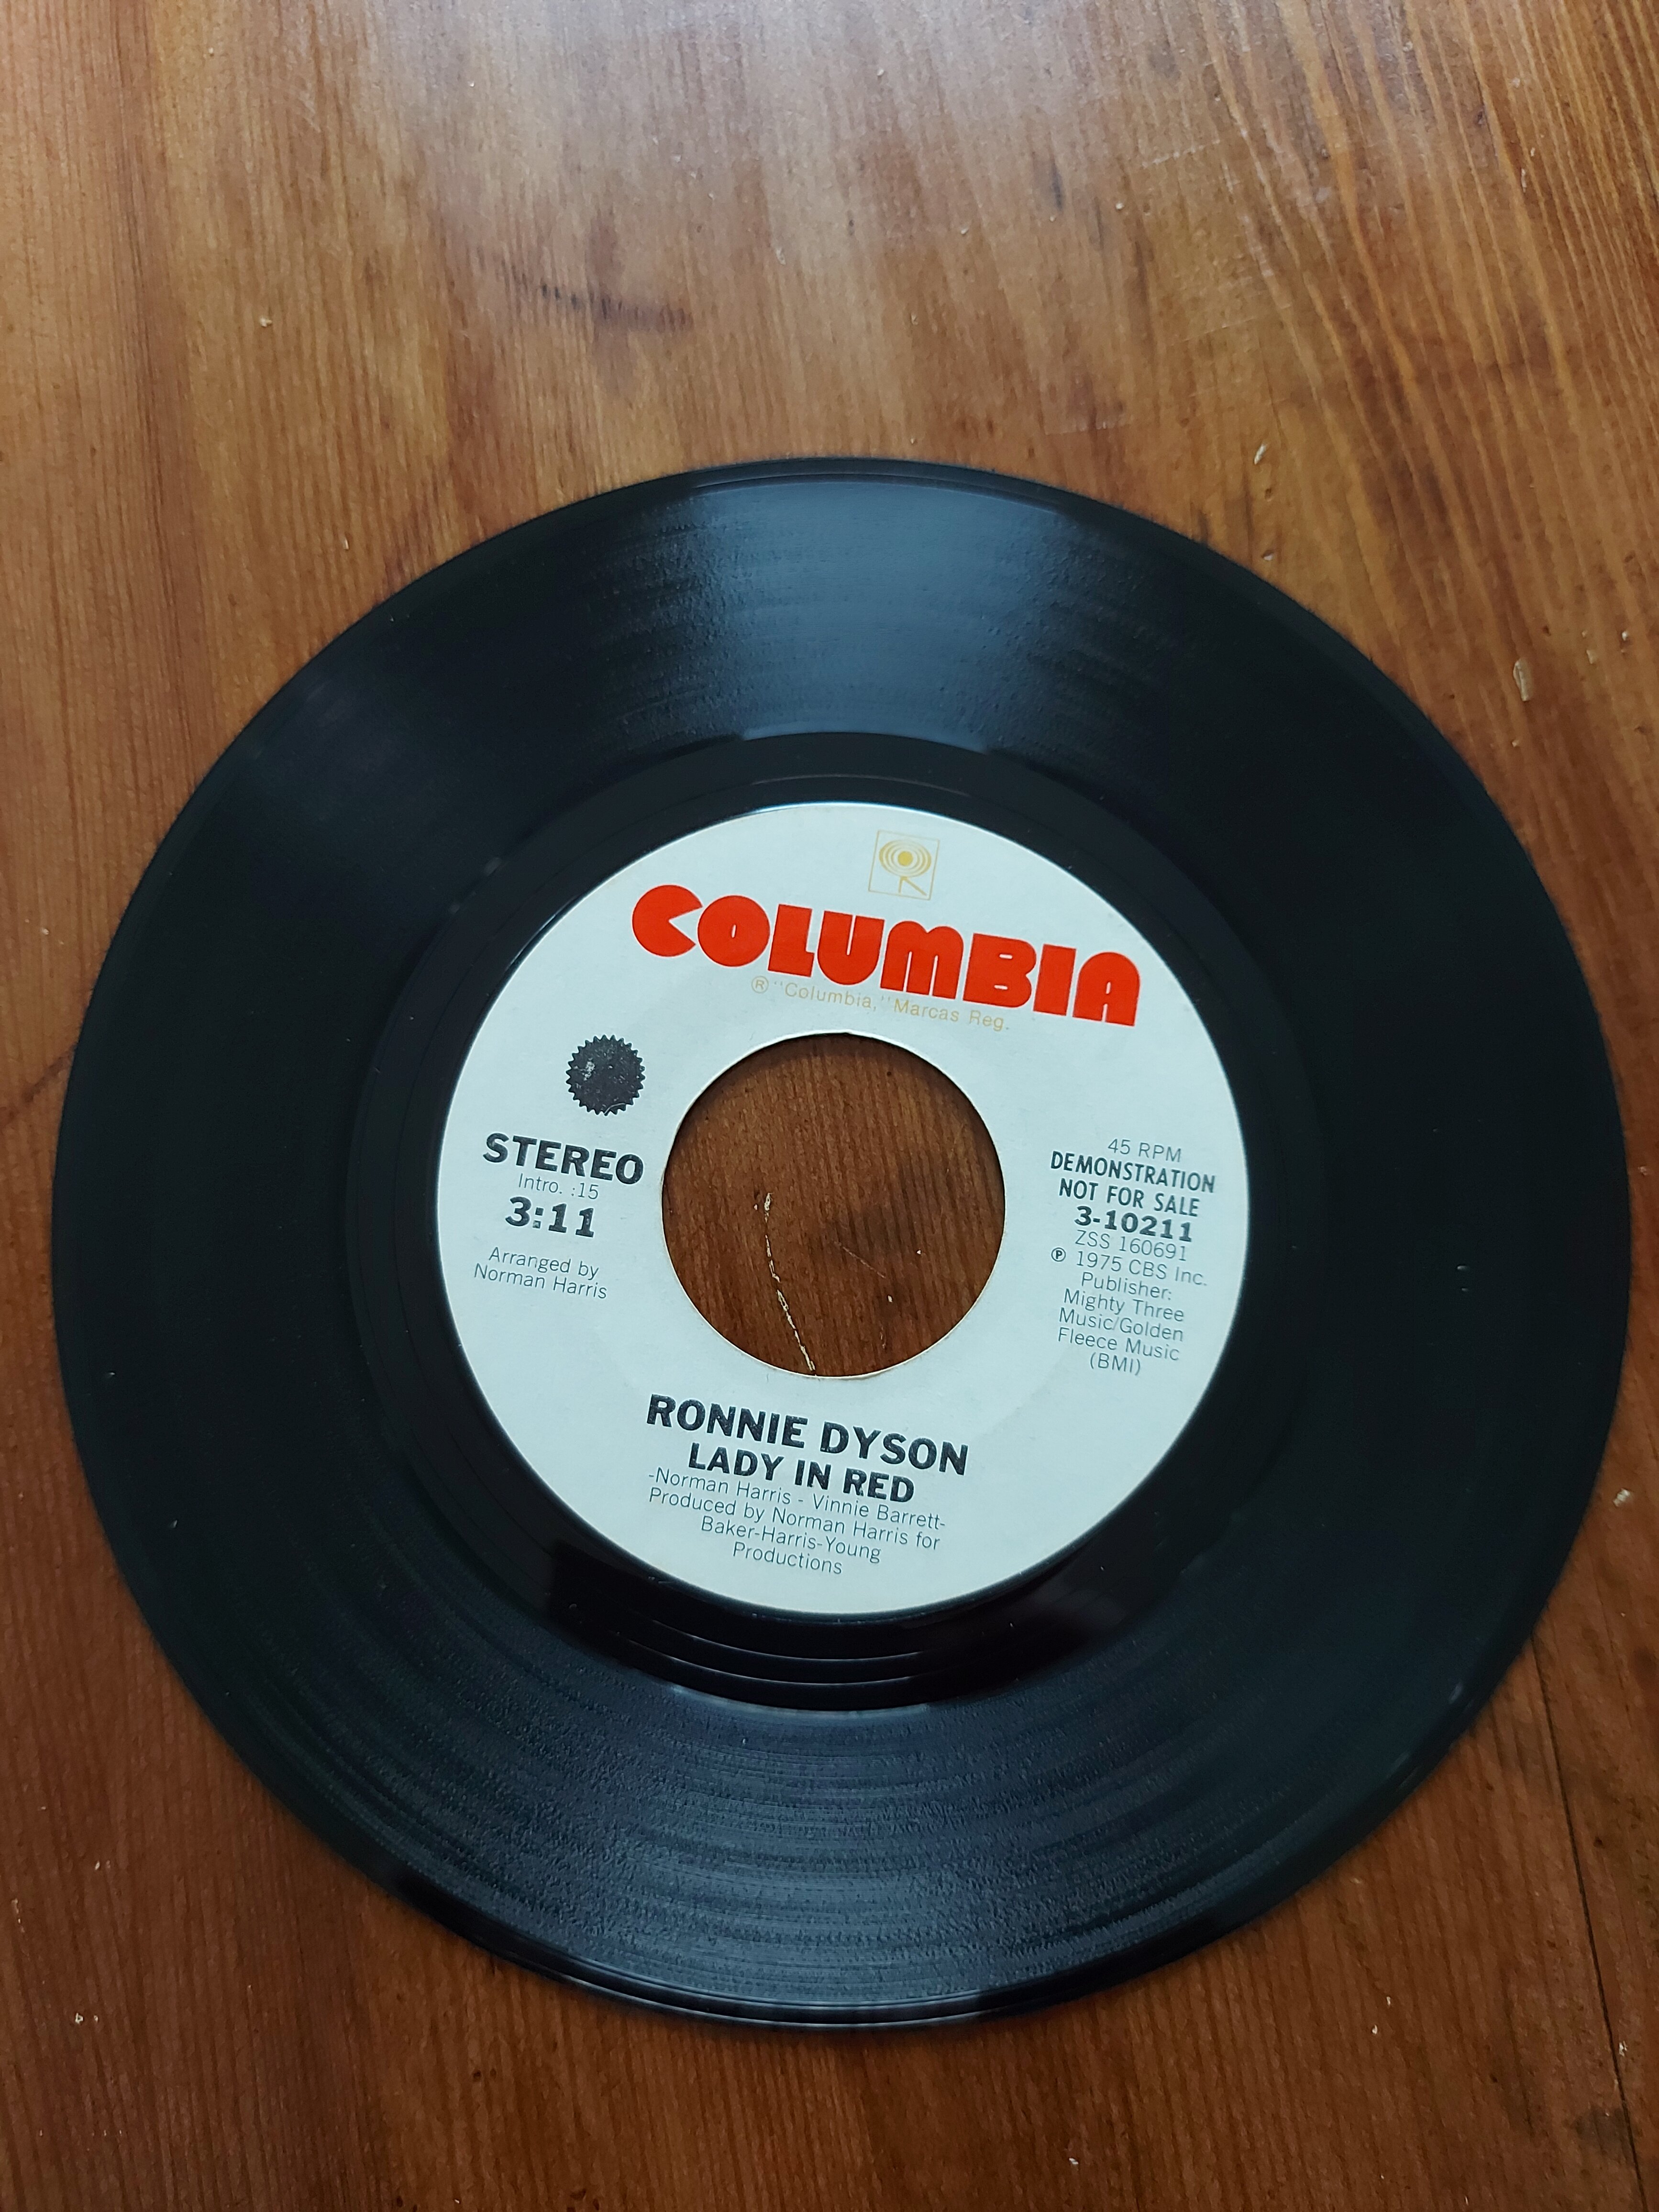 COLUMBIA
® "Columbia," Marcas Reg.
STEREO
Intro. :15
3:11
Arranged by
Norman Harris
45 RPM
DEMONSTRATION
NOT FOR SALE
3-10211
ZSS 160691
℗ 1975 CBS Inc.
Publisher:
Mighty Three
Music/Golden
Fleece Music
(BMI)
RONNIE DYSON
LADY IN RED
-Norman Harris - Vinnie Barrett-
Produced by Norman Harris for
Baker-Harris-Young
Productions